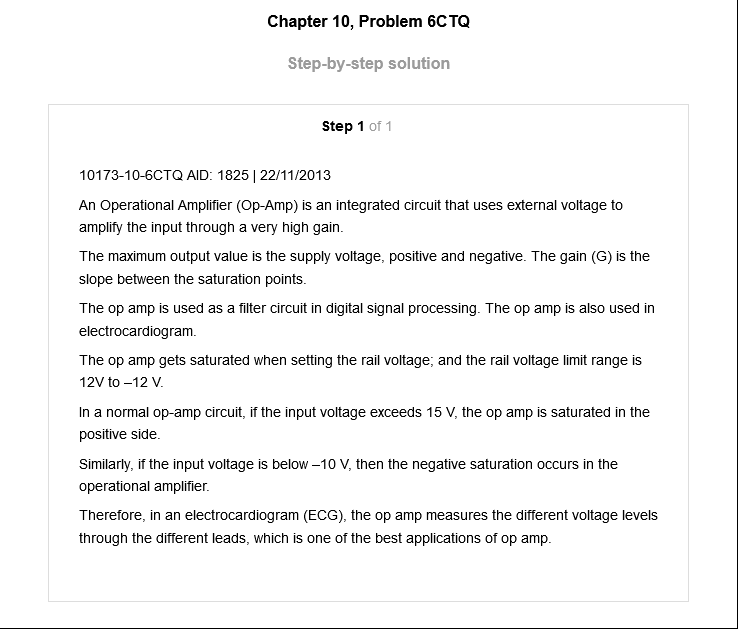 Chapter 10, Problem 6CTQ
Step-by-step solution
Step 1 of 1
10173-10-6CTQ AID: 1825 | 22/11/2013
An Operational Amplifier (Op-Amp) is an integrated circuit that uses external voltage to
amplify the input through a very high gain.
The maximum output value is the supply voltage, positive and negative. The gain (G) is the
slope between the saturation points.
The op amp is used as a filter circuit in digital signal processing. The op amp is also used in
electrocardiogram.
The op amp gets saturated when setting the rail voltage; and the rail voltage limit range is
12V to –12 V.
In a normal op-amp circuit, if the input voltage exceeds 15 V, the op amp is saturated in the
positive side.
Similarly, if the input voltage is below –10 V, then the negative saturation occurs in the
operational amplifier.
Therefore, in an electrocardiogram (ECG), the op amp measures the different voltage levels
through the different leads, which is one of the best applications of op amp.